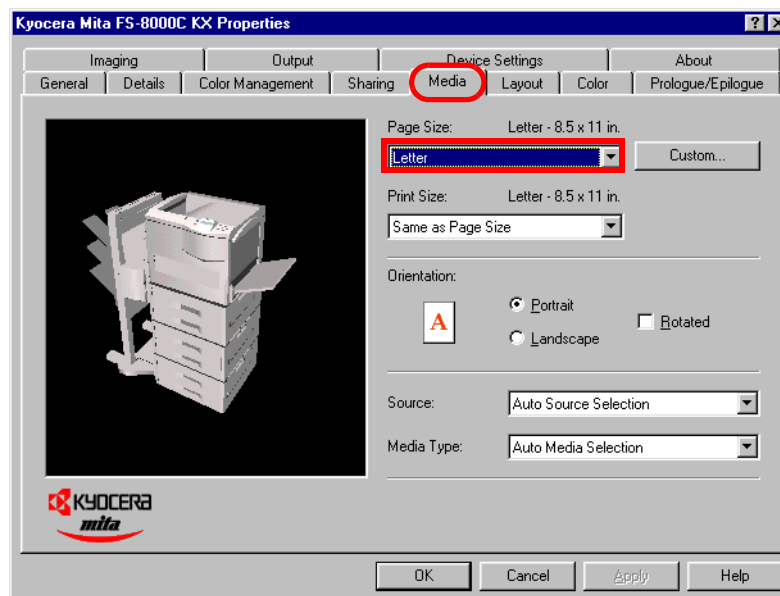 Kyocera Mita FS-8000C KX Properties
Imaging Output Device Settings About
General Details Color Management Sharing Media Layout Color Prologue/Epilogue
Page Size: Letter - 8.5 x 11 in.
Letter Custom...
Print Size: Letter - 8.5 x 11 in.
Same as Page Size
Orientation:
A Portrait
Rotated
Landscape
Source: Auto Source Selection
Media Type: Auto Media Selection
KYOCERA
mita
OK Cancel Apply Help